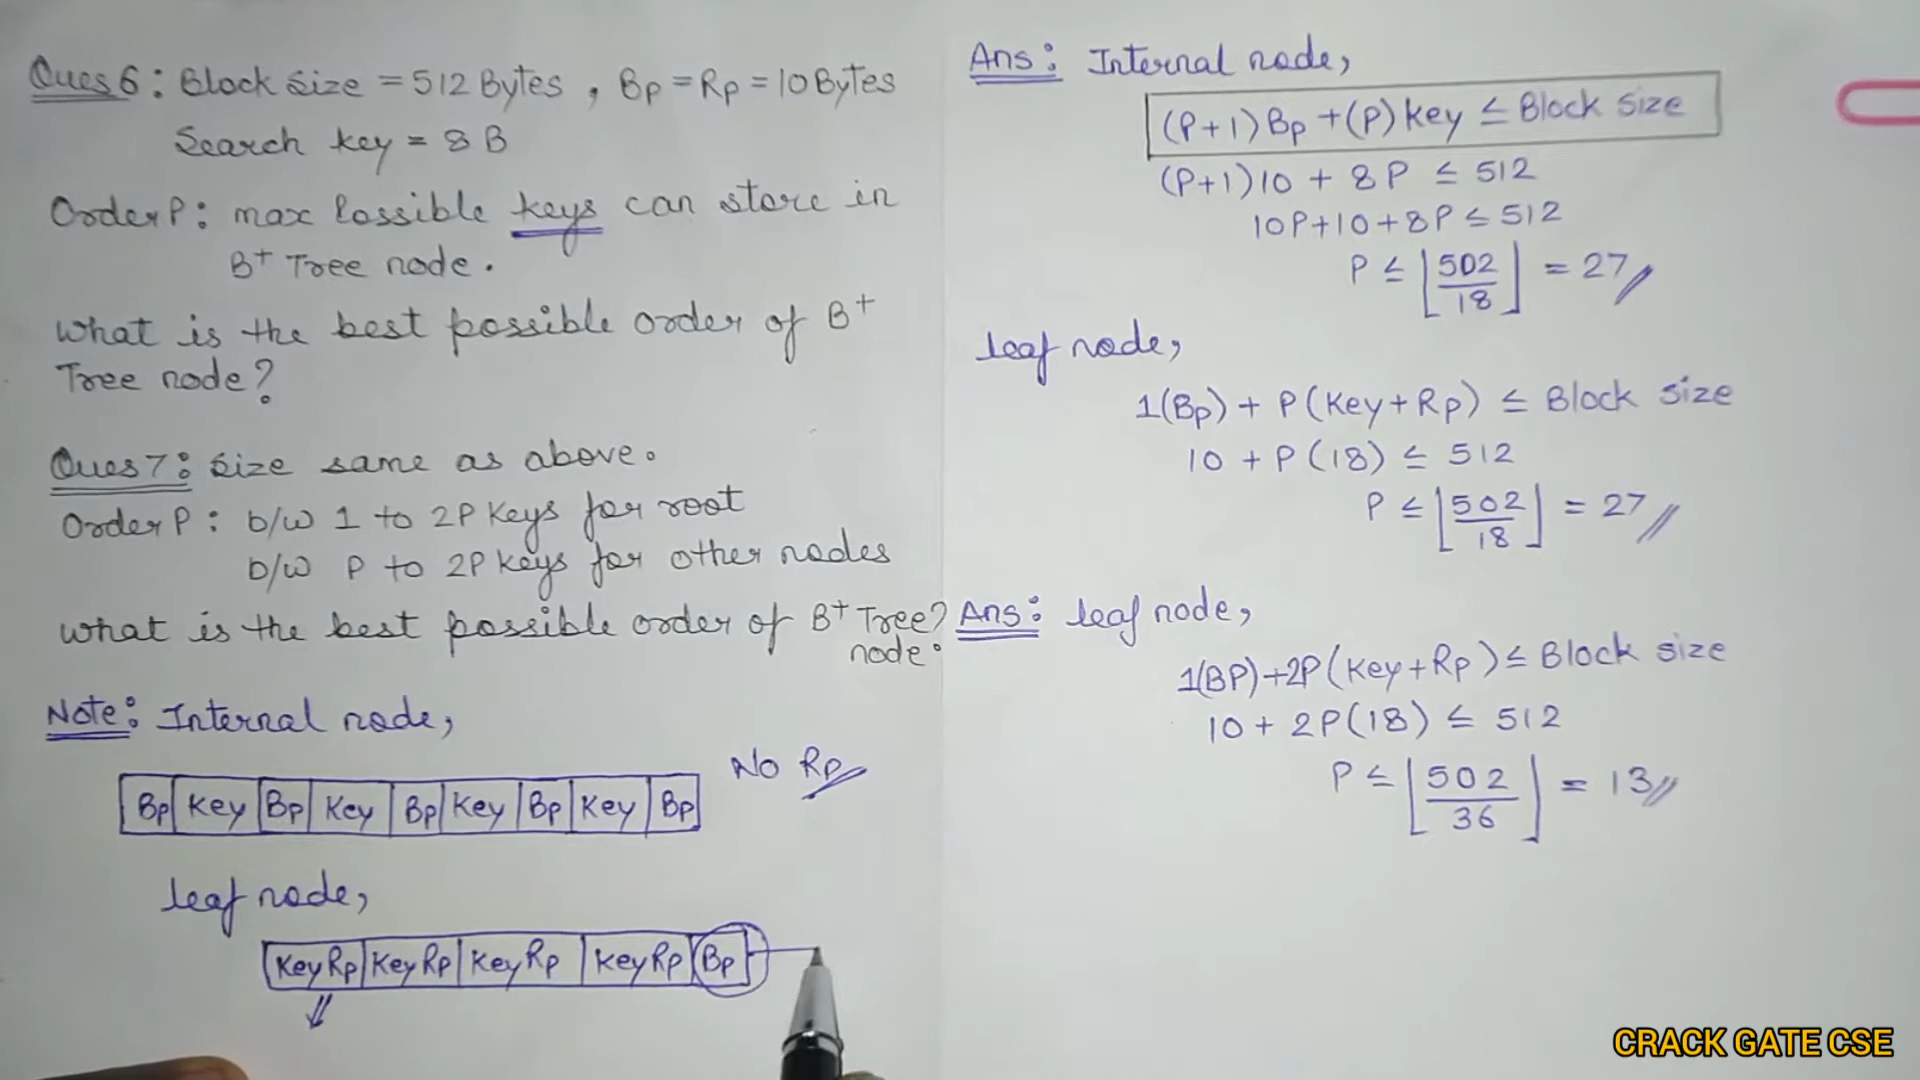 Ques 6: Block Size = 512 Bytes, Bp = Rp = 10 Bytes
Search key = 8 B
Order P: max Possible keys can store in
B+ Tree node.
What is the best possible order of B+
Tree node?
Ques 7: Size same as above.
Order P: b/w 1 to 2P keys for root
b/w P to 2P keys for other nodes
What is the best possible order of B+ Tree?
node.
Note: Internal node,
No Rp
Bp Key Bp Key Bp Key Bp Key Bp
leaf node,
Key Rp Key Rp Key Rp Key Rp Bp
Ans: Internal node,
(P+1) Bp + (P) Key ≤ Block Size
(P+1) 10 + 8P ≤ 512
10P+10+8P ≤ 512
P ≤ ⌊502/18⌋ = 27
leaf node,
1(Bp) + P(Key+Rp) ≤ Block Size
10 + P(18) ≤ 512
P ≤ ⌊502/18⌋ = 27
Ans: leaf node,
1(BP)+2P(Key+Rp) ≤ Block Size
10 + 2P(18) ≤ 512
P ≤ ⌊502/36⌋ = 13
CRACK GATE CSE